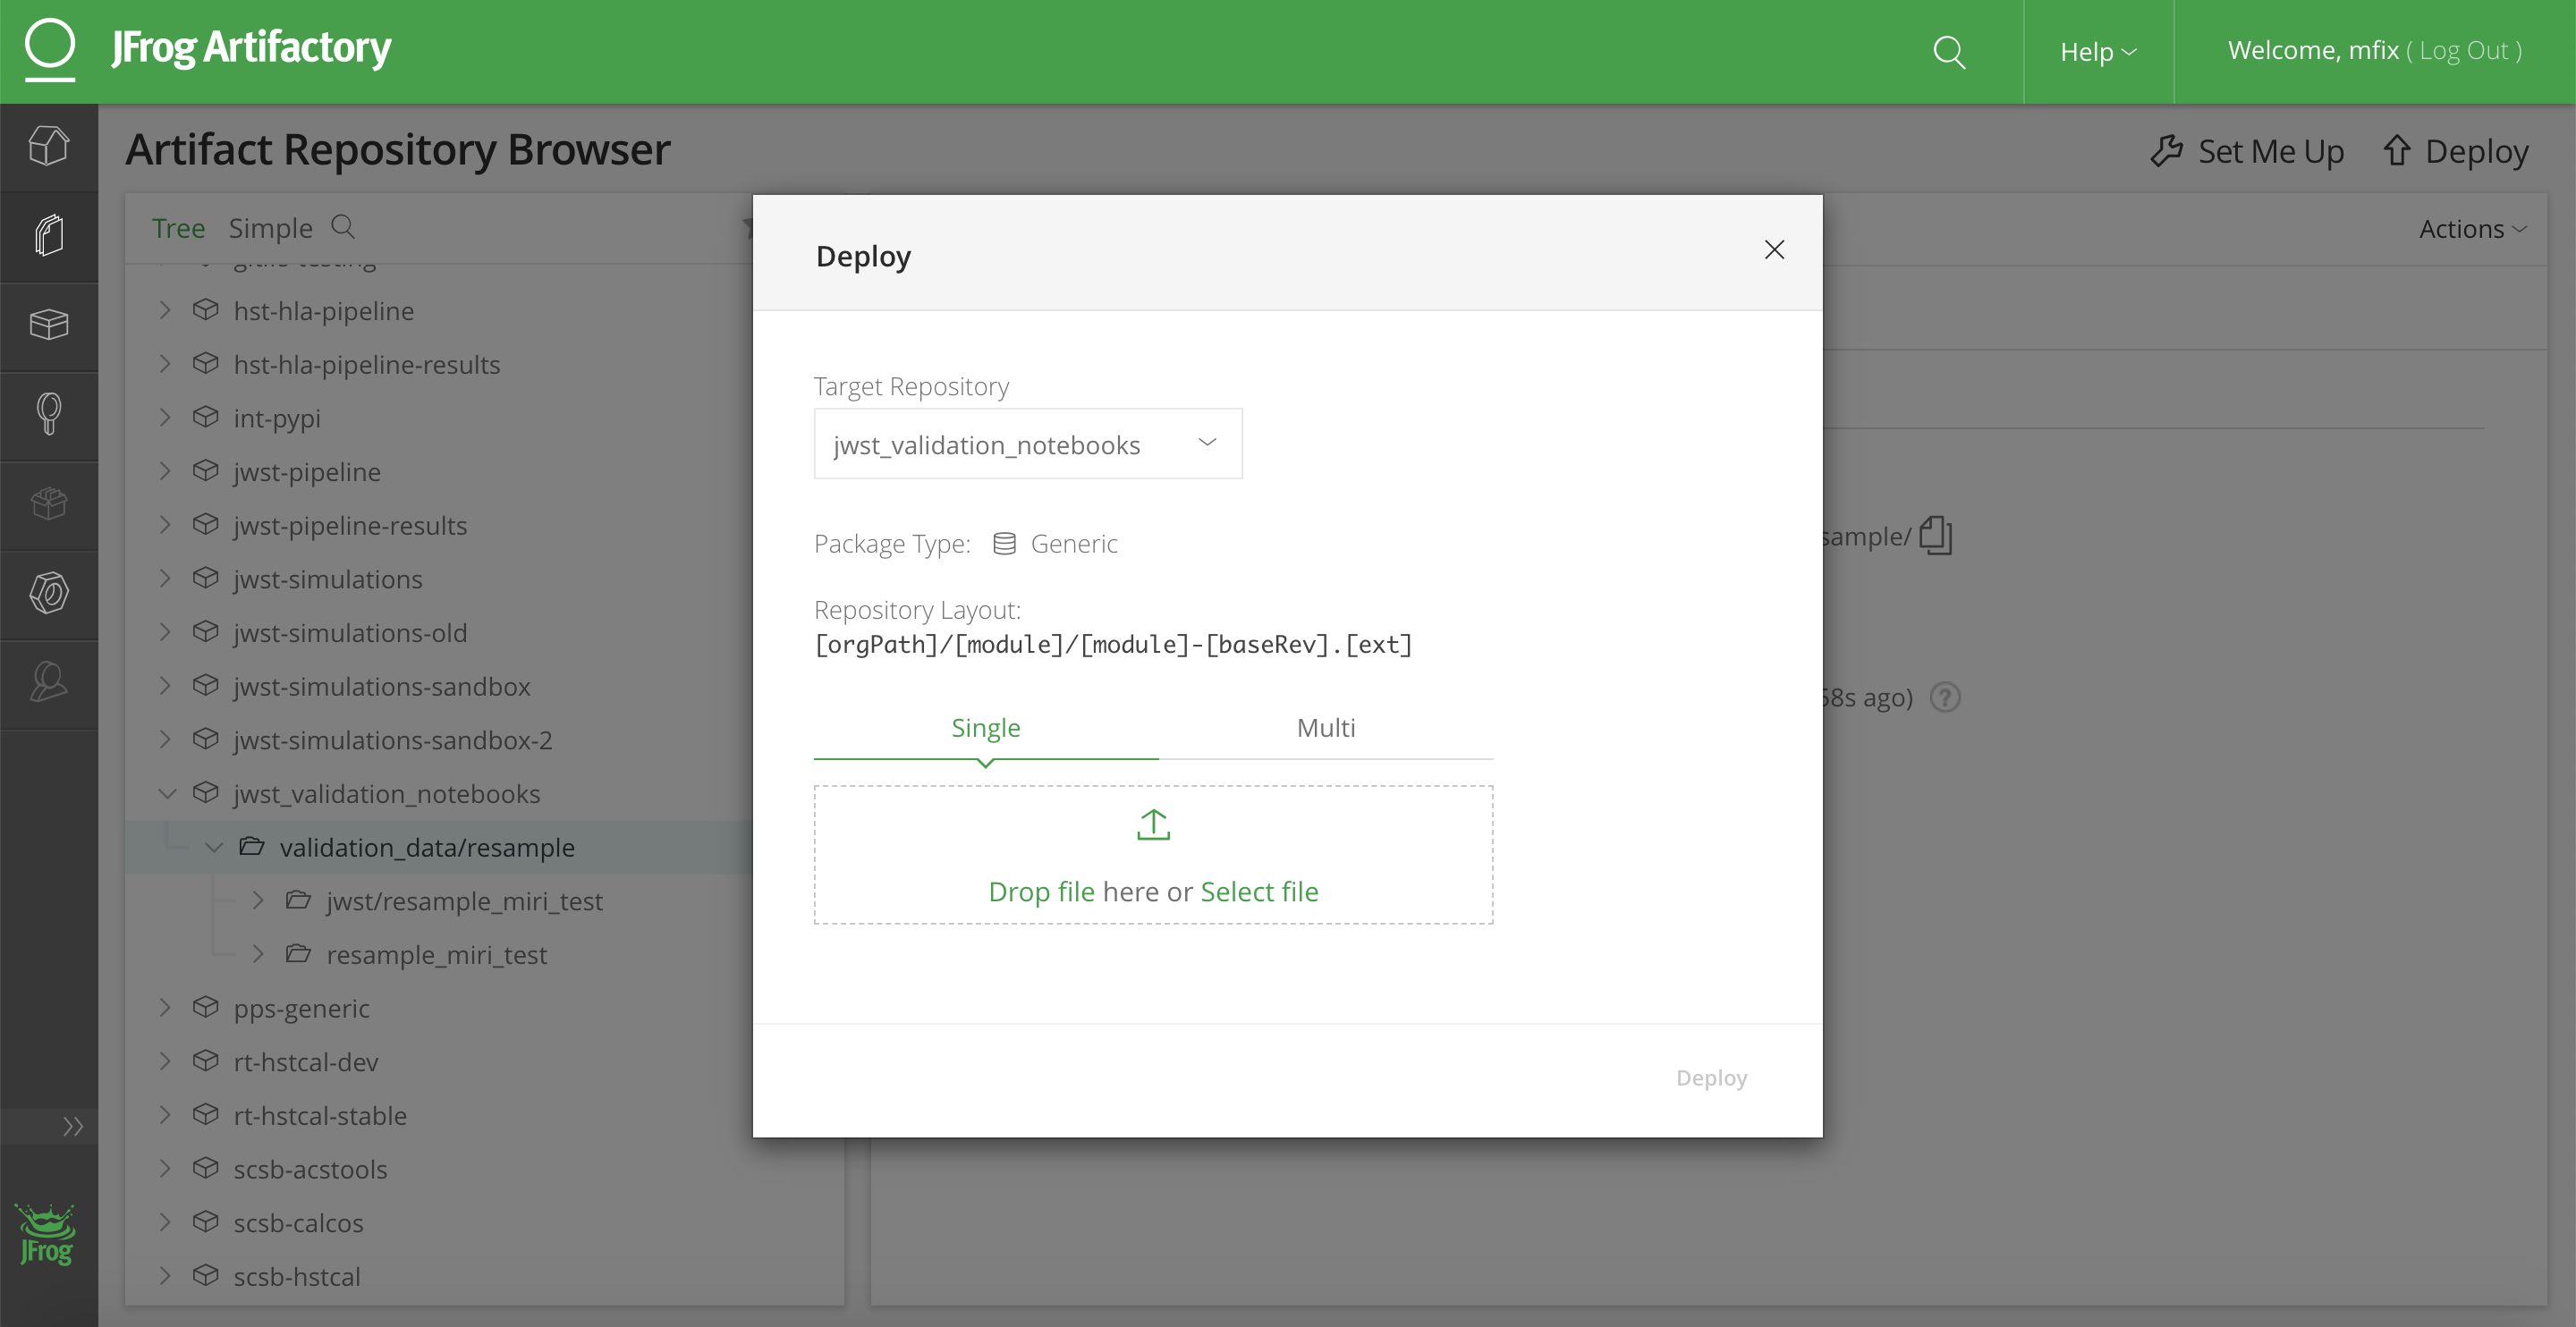 JFrog Artifactory
Help
Welcome, mfix ( Log Out )
Artifact Repository Browser
Set Me Up
Deploy
Tree Simple
Actions
hst-hla-pipeline
hst-hla-pipeline-results
int-pypi
jwst-pipeline
jwst-pipeline-results
jwst-simulations
jwst-simulations-old
jwst-simulations-sandbox
jwst-simulations-sandbox-2
jwst_validation_notebooks
validation_data/resample
jwst/resample_miri_test
resample_miri_test
pps-generic
rt-hstcal-dev
rt-hstcal-stable
scsb-acstools
scsb-calcos
scsb-hstcal
JFrog
Deploy
Target Repository
jwst_validation_notebooks
Package Type: Generic
Repository Layout:
[orgPath]/[module]/[module]-[baseRev].[ext]
Single Multi
Drop file here or Select file
Deploy
sample/
58s ago) ?